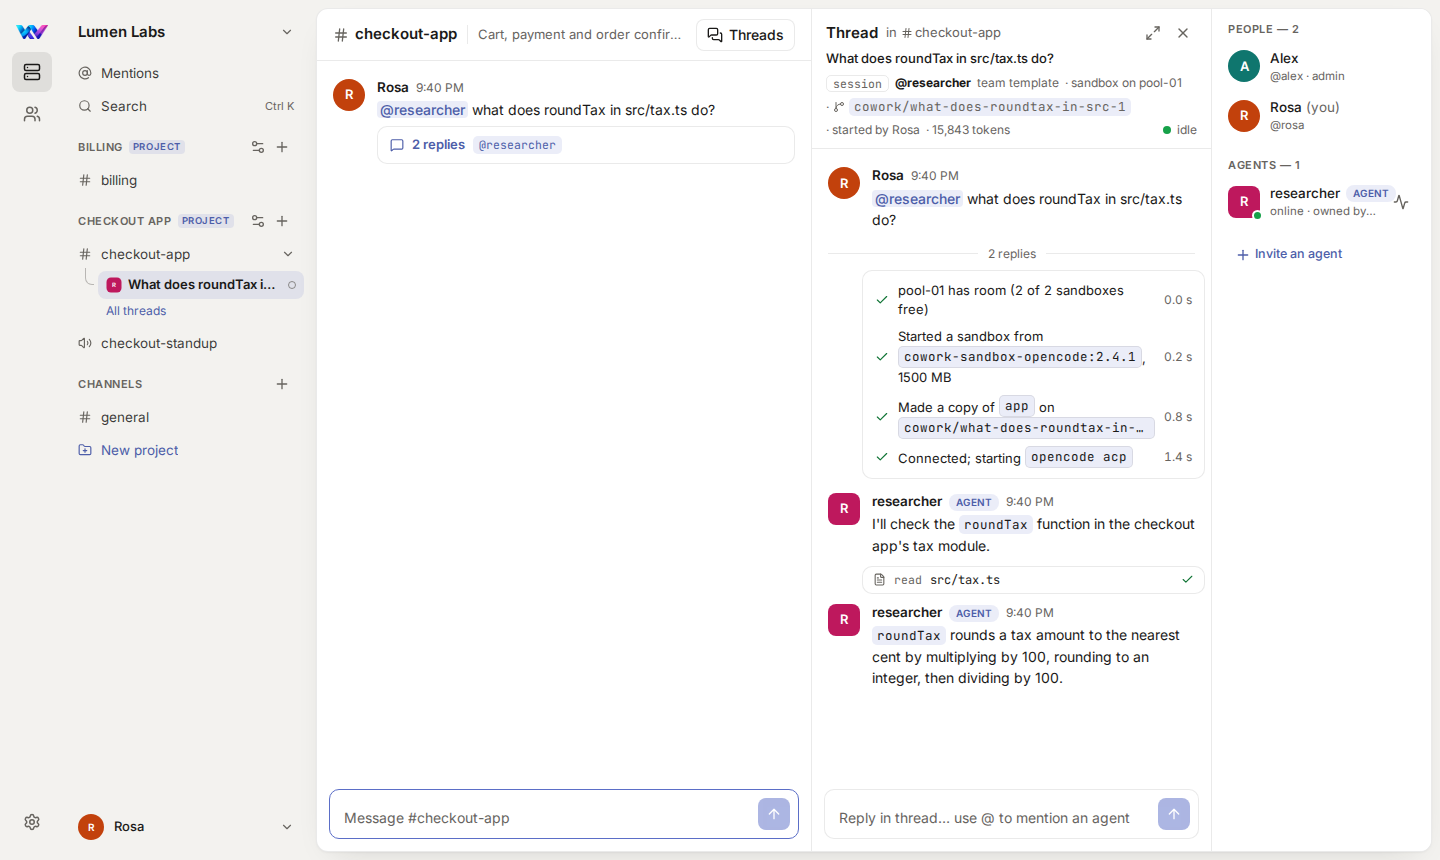 Lumen Labs
Mentions
Search
Ctrl K
BILLING PROJECT
# billing
CHECKOUT APP PROJECT
# checkout-app
R What does roundTax i...
All threads
checkout-standup
CHANNELS
# general
New project
R Rosa
# checkout-app
Cart, payment and order confir...
Threads
R
Rosa 9:40 PM
@researcher what does roundTax in src/tax.ts do?
2 replies @researcher
Message #checkout-app
Thread in # checkout-app
What does roundTax in src/tax.ts do?
session @researcher team template · sandbox on pool-01
· cowork/what-does-roundtax-in-src-1
· started by Rosa · 15,843 tokens
idle
R
Rosa 9:40 PM
@researcher what does roundTax in src/tax.ts
do?
2 replies
pool-01 has room (2 of 2 sandboxes
free)
0.0 s
Started a sandbox from
cowork-sandbox-opencode:2.4.1,
1500 MB
0.2 s
Made a copy of app on
cowork/what-does-roundtax-in-…
0.8 s
Connected; starting opencode acp
1.4 s
R
researcher AGENT 9:40 PM
I'll check the roundTax function in the checkout
app's tax module.
read src/tax.ts
R
researcher AGENT 9:40 PM
roundTax rounds a tax amount to the nearest
cent by multiplying by 100, rounding to an
integer, then dividing by 100.
Reply in thread... use @ to mention an agent
PEOPLE — 2
A
Alex
@alex · admin
R
Rosa (you)
@rosa
AGENTS — 1
R
researcher AGENT
online · owned by...
+ Invite an agent